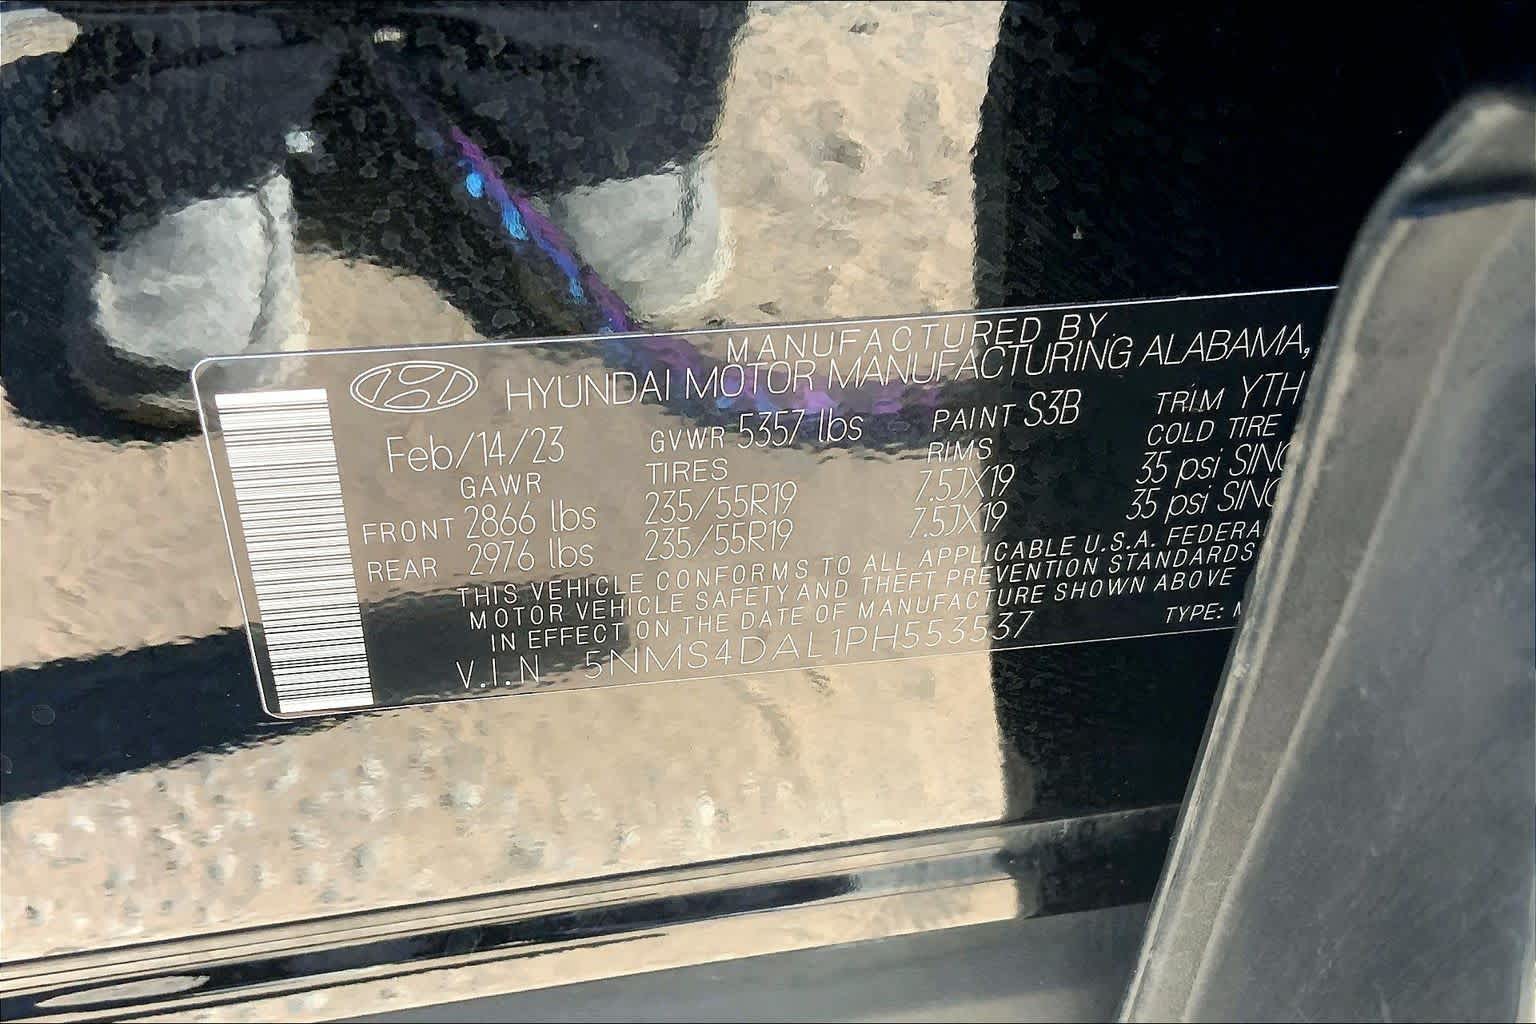 MANUFACTURED BY
HYUNDAI MOTOR MANUFACTURING ALABAMA,
Feb/14/23 GVWR 5357 lbs PAINT S3B TRIM YTH
GAWR TIRES RIMS COLD TIRE
FRONT 2866 lbs 235/55R19 7.5JX19 35 psi
REAR 2976 lbs 235/55R19 7.5JX19 35 psi
THIS VEHICLE CONFORMS TO ALL APPLICABLE U.S.A. FEDERAL
MOTOR VEHICLE SAFETY AND THEFT PREVENTION STANDARDS
IN EFFECT ON THE DATE OF MANUFACTURE SHOWN ABOVE
V.I.N 5NMS4DAL1PH553537 TYPE: